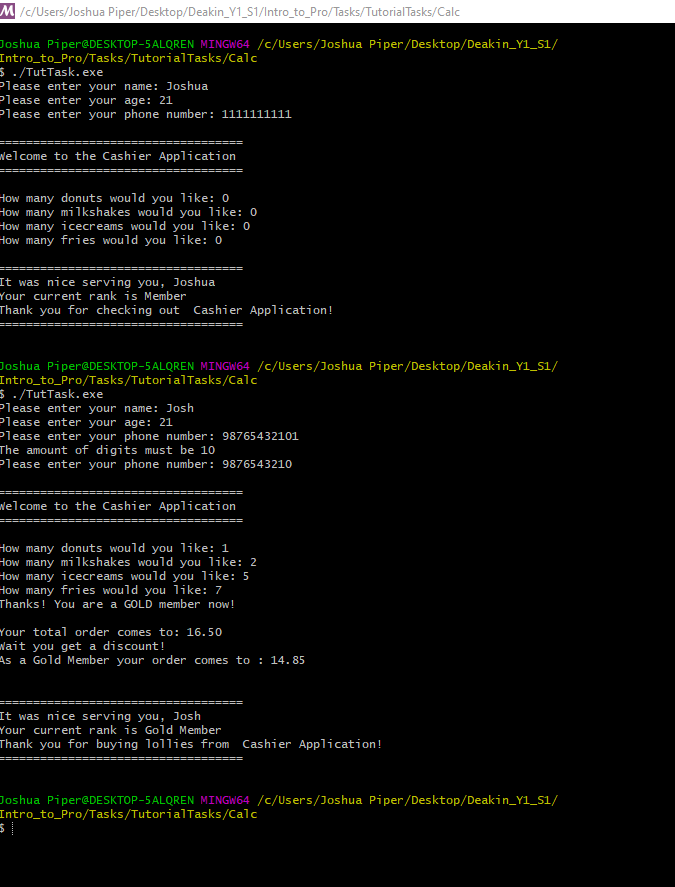 M /c/Users/Joshua Piper/Desktop/Deakin_Y1_S1/Intro_to_Pro/Tasks/TutorialTasks/Calc
Joshua Piper@DESKTOP-5ALQREN MINGW64 /c/Users/Joshua Piper/Desktop/Deakin_Y1_S1/
Intro_to_Pro/Tasks/TutorialTasks/Calc
$ ./TutTask.exe
Please enter your name: Joshua
Please enter your age: 21
Please enter your phone number: 1111111111
===================================
Welcome to the Cashier Application
===================================
How many donuts would you like: 0
How many milkshakes would you like: 0
How many icecreams would you like: 0
How many fries would you like: 0
===================================
It was nice serving you, Joshua
Your current rank is Member
Thank you for checking out  Cashier Application!
===================================
Joshua Piper@DESKTOP-5ALQREN MINGW64 /c/Users/Joshua Piper/Desktop/Deakin_Y1_S1/
Intro_to_Pro/Tasks/TutorialTasks/Calc
$ ./TutTask.exe
Please enter your name: Josh
Please enter your age: 21
Please enter your phone number: 98765432101
The amount of digits must be 10
Please enter your phone number: 9876543210
===================================
Welcome to the Cashier Application
===================================
How many donuts would you like: 1
How many milkshakes would you like: 2
How many icecreams would you like: 5
How many fries would you like: 7
Thanks! You are a GOLD member now!
Your total order comes to: 16.50
Wait you get a discount!
As a Gold Member your order comes to : 14.85
===================================
It was nice serving you, Josh
Your current rank is Gold Member
Thank you for buying lollies from  Cashier Application!
===================================
Joshua Piper@DESKTOP-5ALQREN MINGW64 /c/Users/Joshua Piper/Desktop/Deakin_Y1_S1/
Intro_to_Pro/Tasks/TutorialTasks/Calc
$